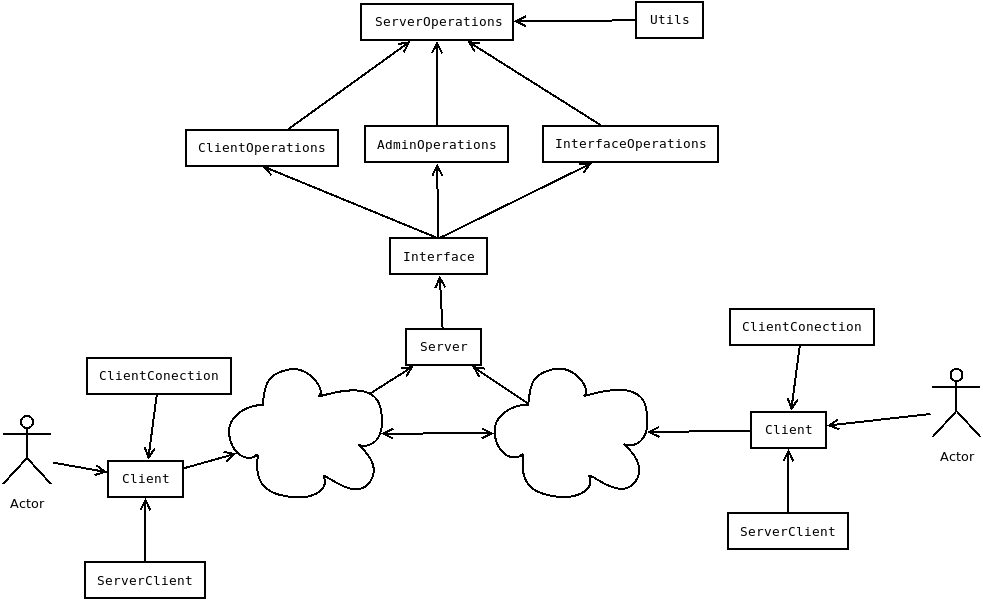 ServerOperations
Utils
ClientOperations
AdminOperations
InterfaceOperations
Interface
Server
ClientConection
ClientConection
Client
Client
Actor
Actor
ServerClient
ServerClient